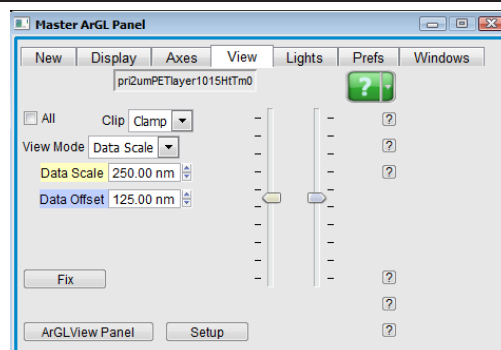 Master ArGL Panel
New Display Axes View Lights Prefs Windows
pri2umPETlayer1015HtTm0
?
All Clip Clamp ?
View Mode Data Scale ?
Data Scale 250.00 nm ?
Data Offset 125.00 nm
Fix ?
?
ArGLView Panel Setup ?